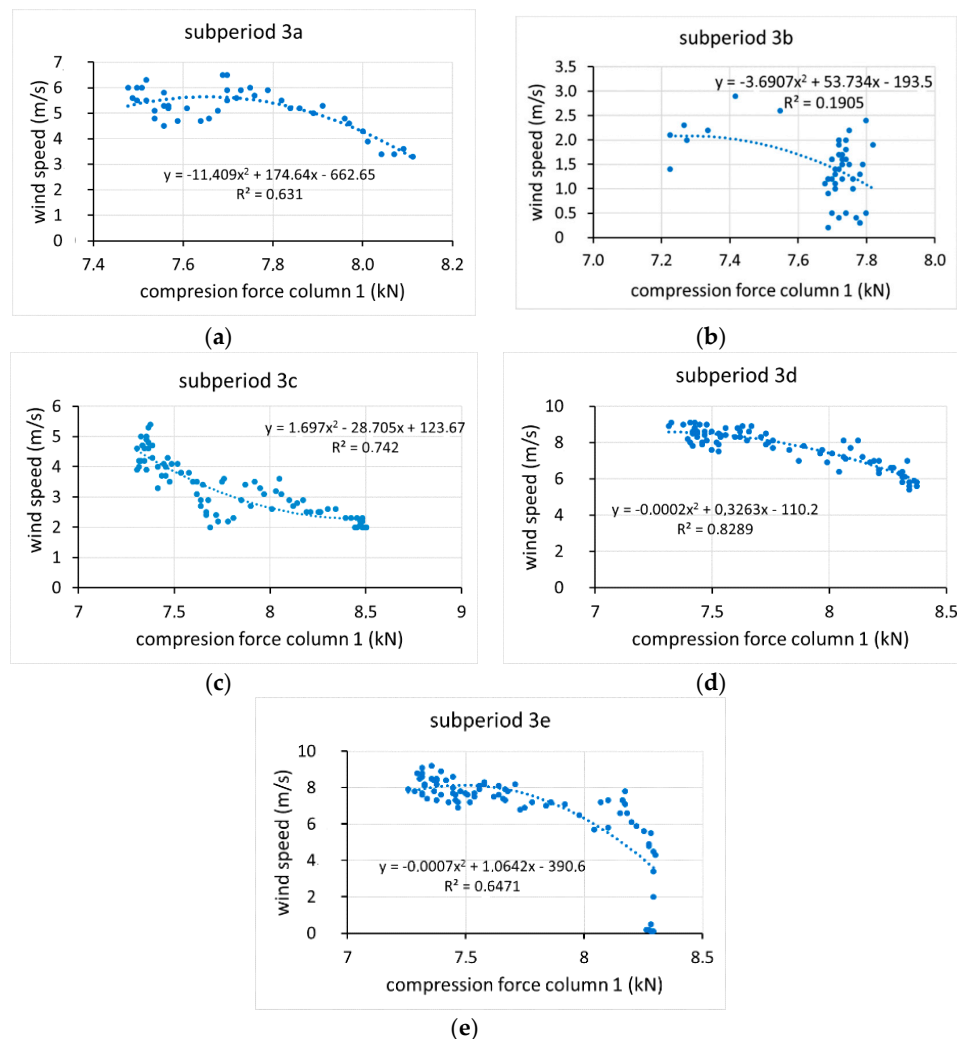 subperiod 3a
7
6
5
4
3
2
1
0
wind speed (m/s)
y = -11,409x² + 174.64x - 662.65
R² = 0.631
7.4
7.6
7.8
8.0
8.2
compresion force column 1 (kN)
(a)
subperiod 3b
3.5
3.0
2.5
2.0
1.5
1.0
0.5
0.0
wind speed (m/s)
y = -3.6907x² + 53.734x - 193.5
R² = 0.1905
7.0
7.2
7.4
7.6
7.8
8.0
compression force column 1 (kN)
(b)
subperiod 3c
6
5
4
3
2
1
0
wind speed (m/s)
y = 1.697x² - 28.705x + 123.67
R² = 0.742
7
7.5
8
8.5
9
compresion force column 1 (kN)
(c)
subperiod 3d
10
8
6
4
2
0
wind speed (m/s)
y = -0.0002x² + 0.3263x - 110.2
R² = 0.8289
7
7.5
8
8.5
compression force column 1 (kN)
(d)
subperiod 3e
10
8
6
4
2
0
wind speed (m/s)
y = -0.0007x² + 1.0642x - 390.6
R² = 0.6471
7
7.5
8
8.5
compression force column 1 (kN)
(e)